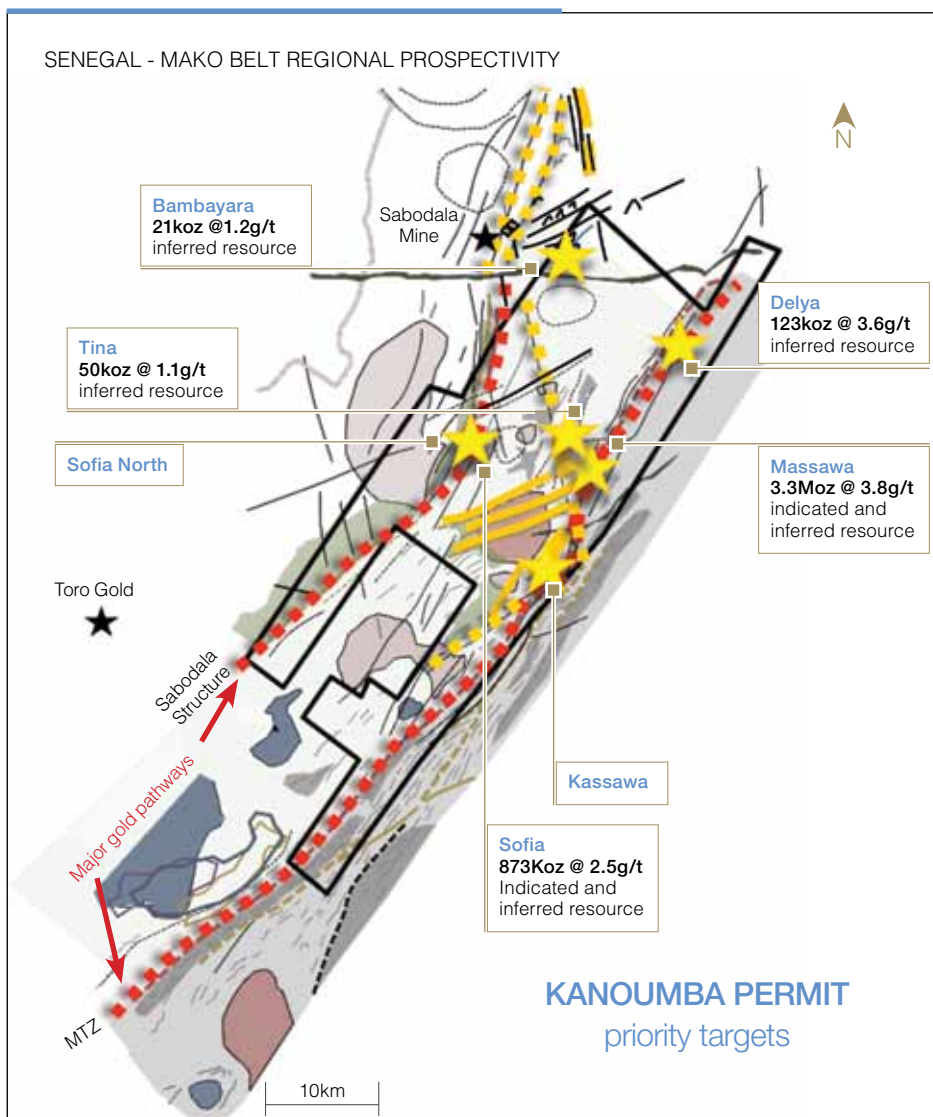 SENEGAL - MAKO BELT REGIONAL PROSPECTIVITY
N
Bambayara
21koz @1.2g/t
inferred resource
Sabodala
Mine
Delya
123koz @ 3.6g/t
inferred resource
Tina
50koz @ 1.1g/t
inferred resource
Sofia North
Massawa
3.3Moz @ 3.8g/t
indicated and
inferred resource
Toro Gold
Sabodala
Structure
Major gold pathways
Kassawa
Sofia
873Koz @ 2.5g/t
Indicated and
inferred resource
MTZ
KANOUMBA PERMIT
priority targets
10km